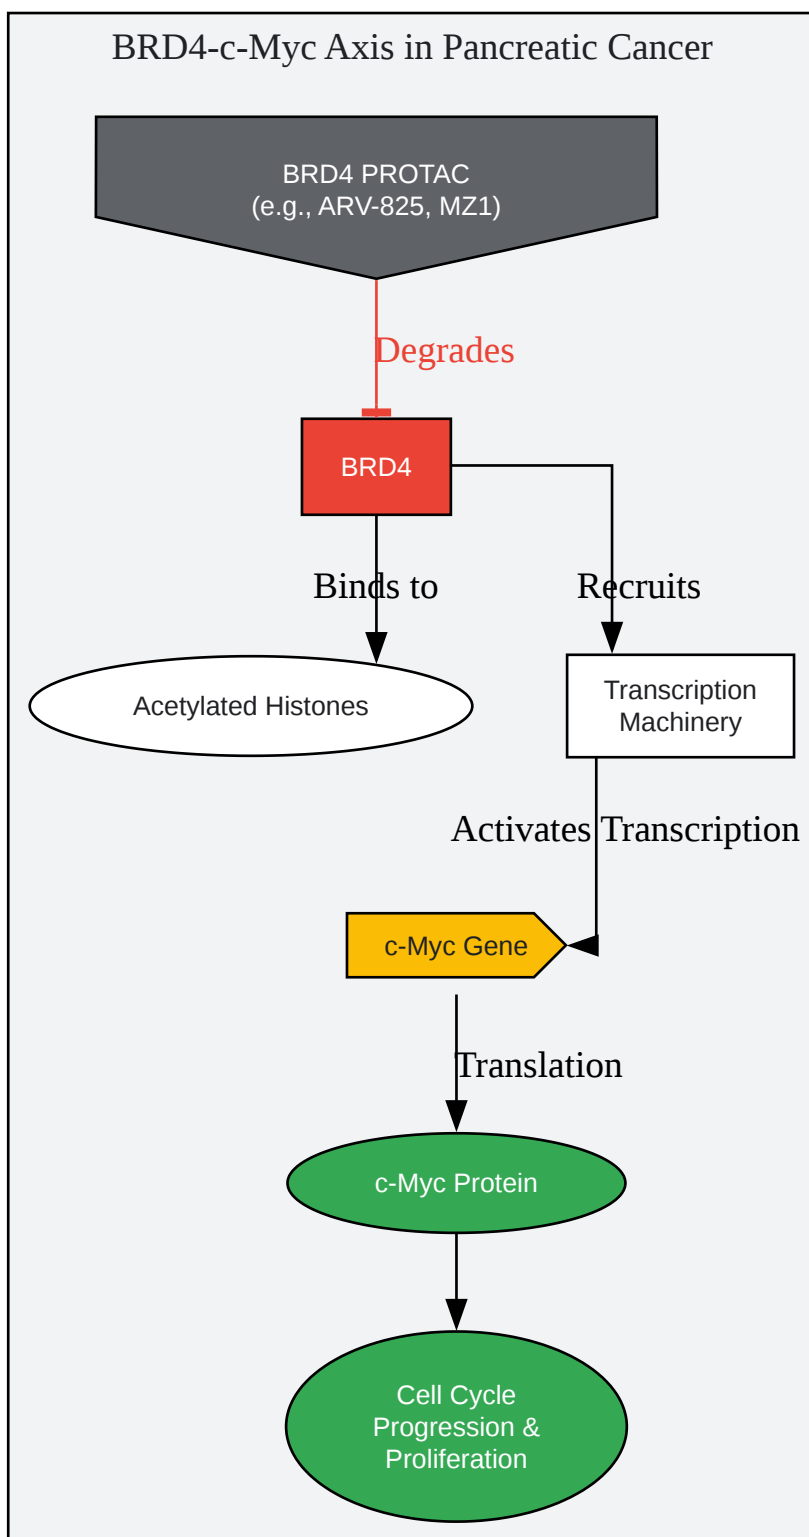 BRD4-c-Myc Axis in Pancreatic Cancer
BRD4 PROTAC
(e.g., ARV-825, MZ1)
Degrades
BRD4
Binds to
Recruits
Acetylated Histones
Transcription
Machinery
Activates Transcription
c-Myc Gene
Translation
c-Myc Protein
Cell Cycle
Progression &
Proliferation